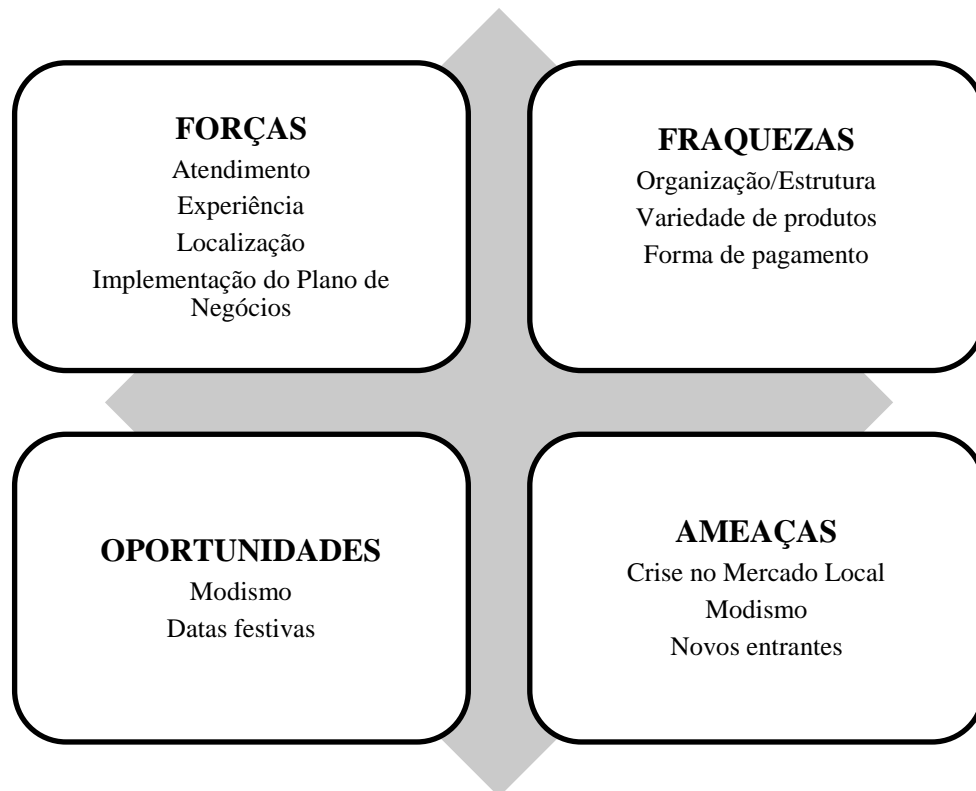 FORÇAS
Atendimento
Experiência
Localização
Implementação do Plano de
Negócios
FRAQUEZAS
Organização/Estrutura
Variedade de produtos
Forma de pagamento
OPORTUNIDADES
Modismo
Datas festivas
AMEAÇAS
Crise no Mercado Local
Modismo
Novos entrantes